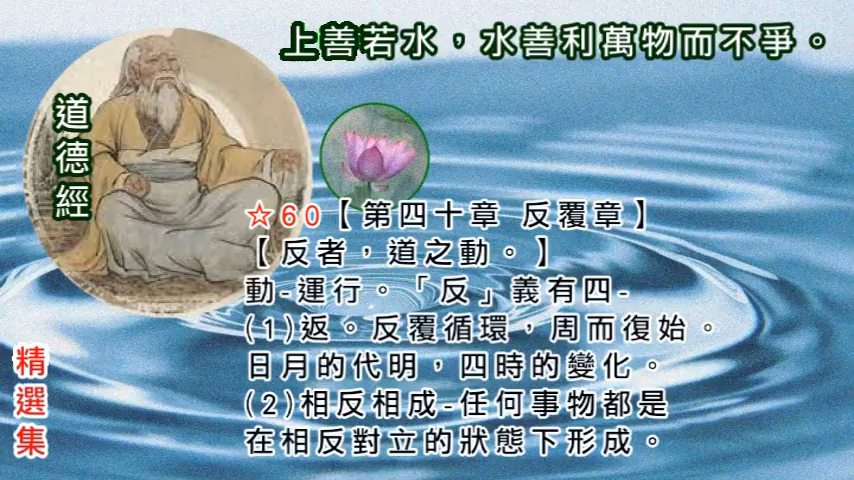 上善若水，水善利萬物而不爭。
道德經
☆60【第四十章 反覆章】
【反者，道之動。】
動-運行。「反」義有四-
(1)返。反覆循環，周而復始。
日月的代明，四時的變化。
(2)相反相成-任何事物都是
在相反對立的狀態下形成。
精選集